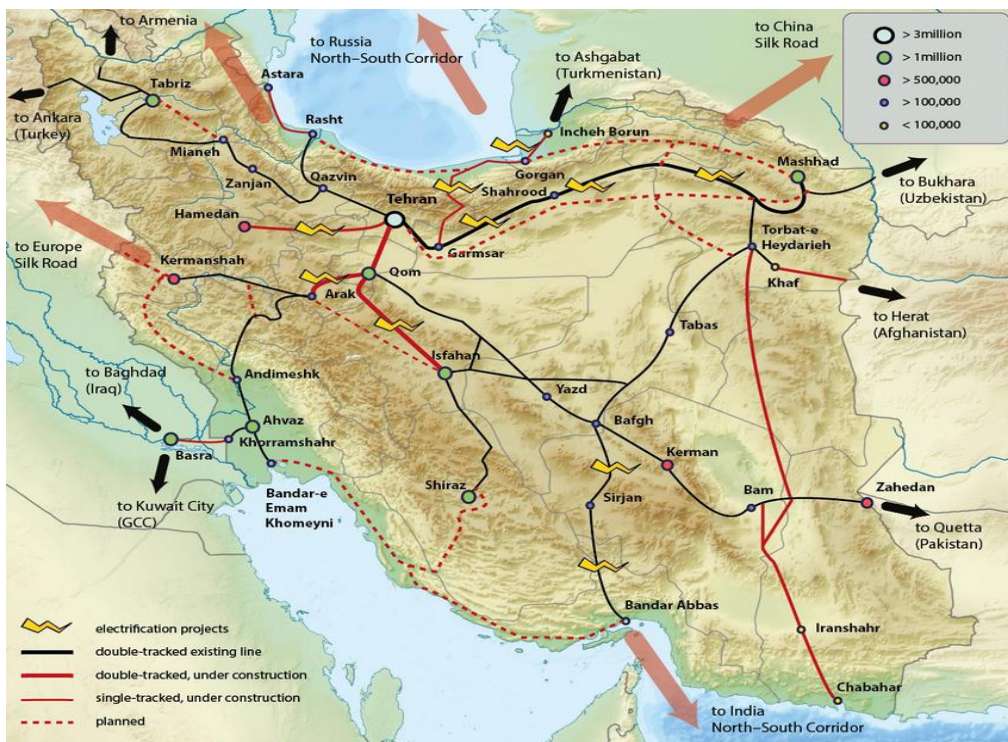 to Armenia
to Russia
North–South Corridor
to China
Silk Road
> 3million
> 1million
> 500,000
> 100,000
< 100,000
Astara
to Ashgabat
(Turkmenistan)
Tabriz
to Ankara
(Turkey)
Rasht
Incheh Borun
Mianeh
Gorgan
Mashhad
Zanjan
Qazvin
Shahrood
to Bukhara
(Uzbekistan)
Tehran
Hamedan
Torbat-e
Heydarieh
to Europe
Silk Road
Garmsar
Kermanshah
Qom
Khaf
Arak
to Herat
(Afghanistan)
Tabas
Isfahan
to Baghdad
(Iraq)
Andimeshk
Yazd
Ahvaz
Bafgh
Khorramshahr
Basra
Kerman
Shiraz
Bam
Zahedan
to Kuwait City
(GCC)
Bandar-e
Emam
Khomeyni
Sirjan
to Quetta
(Pakistan)
Bandar Abbas
Iranshahr
electrification projects
double-tracked existing line
double-tracked, under construction
single-tracked, under construction
planned
Chabahar
to India
North–South Corridor